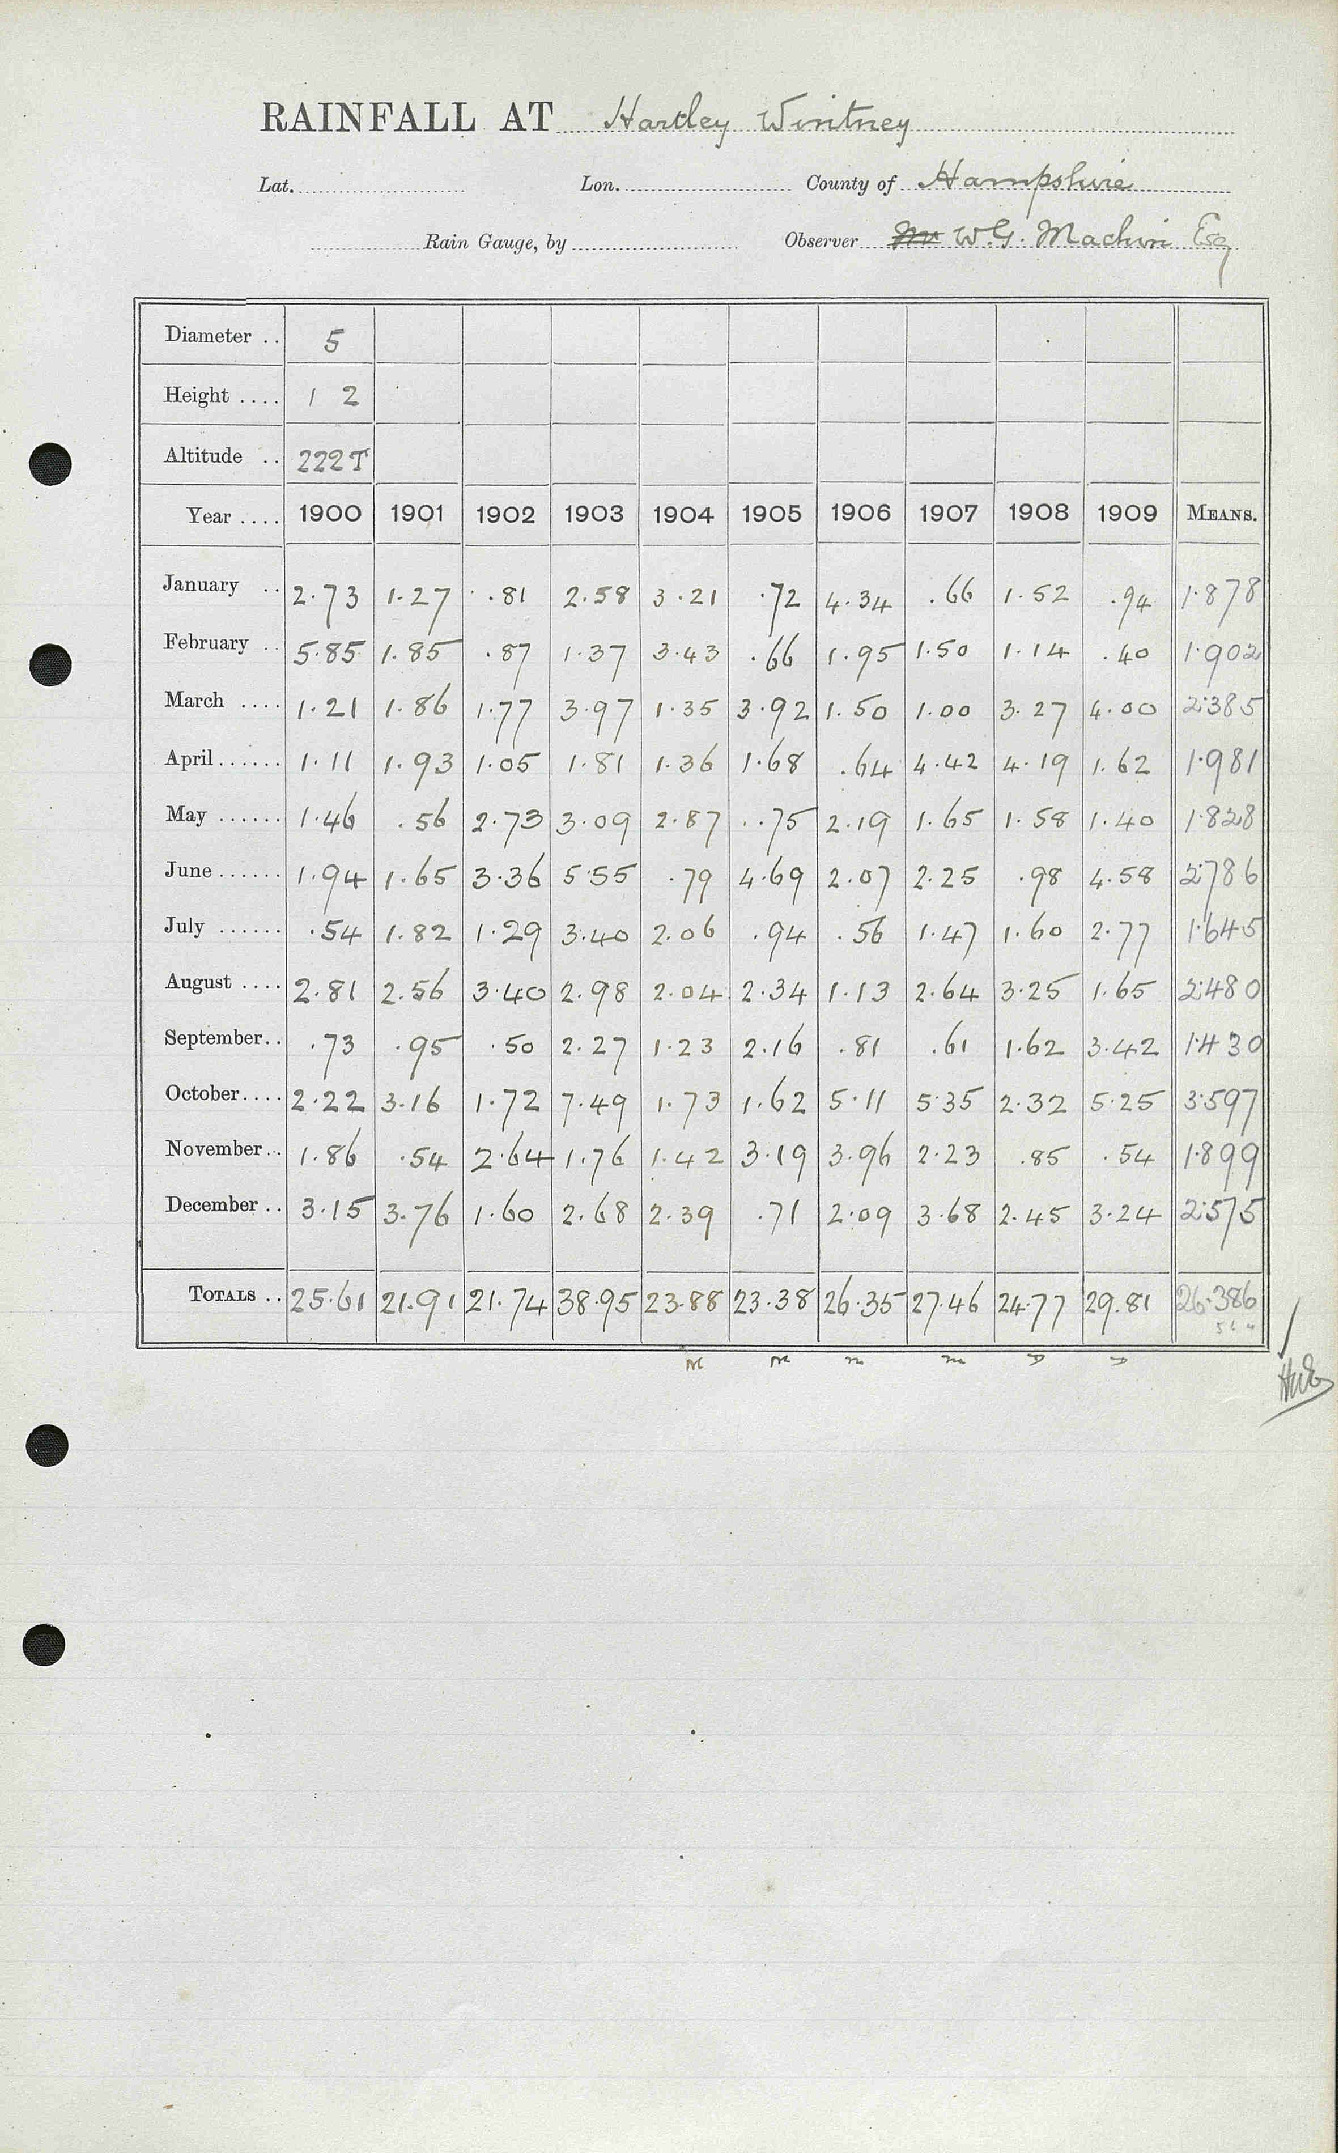 RAINFALL AT Hartley Wintney
Lat. Lon. County of Hampshire
Rain Gauge, by Observer W.G. Machin Esq
Diameter .. 5
Height .... 1 2
Altitude .. 222T
Year .... 1900 1901 1902 1903 1904 1905 1906 1907 1908 1909 MEANS.
January .. 2.73 1.27 .81 2.58 3.21 .72 4.34 .66 1.52 .94 1.878
February .. 5.85 1.85 .87 1.37 3.43 .66 1.95 1.50 1.14 .40 1.902
March .... 1.21 1.86 1.77 3.97 1.35 3.92 1.50 1.00 3.27 4.00 2.385
April ...... 1.11 1.93 1.05 1.81 1.36 1.68 .64 4.42 4.19 1.62 1.981
May ...... 1.46 .56 2.73 3.09 2.87 .75 2.19 1.65 1.58 1.40 1.828
June ...... 1.94 1.65 3.36 5.55 .79 4.69 2.07 2.25 .98 4.58 2.786
July ...... .54 1.82 1.29 3.40 2.06 .94 .56 1.47 1.60 2.77 1.645
August .... 2.81 2.56 3.40 2.98 2.04 2.34 1.13 2.64 3.25 1.65 2.480
September .. .73 .95 .50 2.27 1.23 2.16 .81 .61 1.62 3.42 1.430
October .... 2.22 3.16 1.72 7.49 1.73 1.62 5.11 5.35 2.32 5.25 3.597
November .. 1.86 .54 2.64 1.76 1.42 3.19 3.96 2.23 .85 .54 1.899
December .. 3.15 3.76 1.60 2.68 2.39 .71 2.09 3.68 2.45 3.24 2.575
TOTALS .. 25.61 21.91 21.74 38.95 23.88 23.38 26.35 27.46 24.77 29.81 26.386